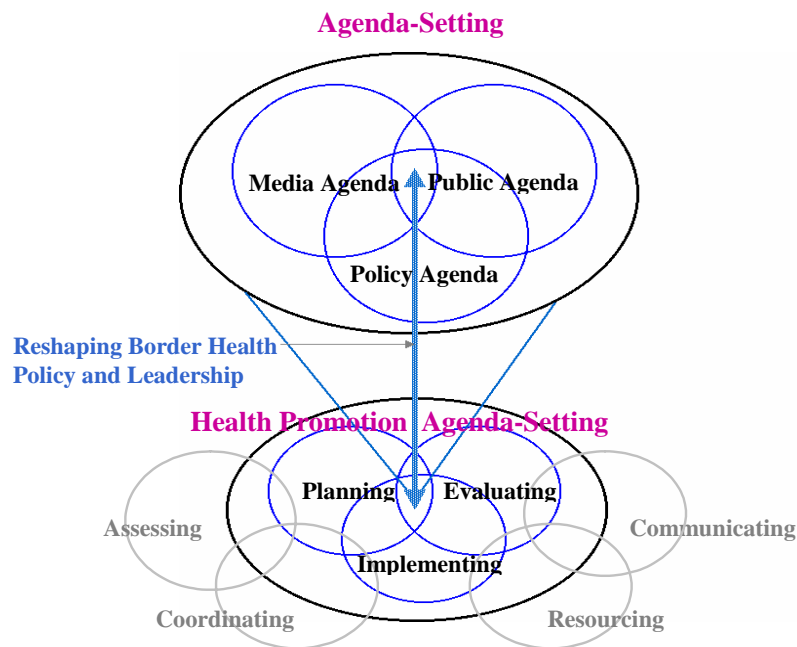 Agenda-Setting
Media Agenda
Public Agenda
Policy Agenda
Reshaping Border Health
Policy and Leadership
Health Promotion Agenda-Setting
Planning
Evaluating
Assessing
Communicating
Implementing
Coordinating
Resourcing